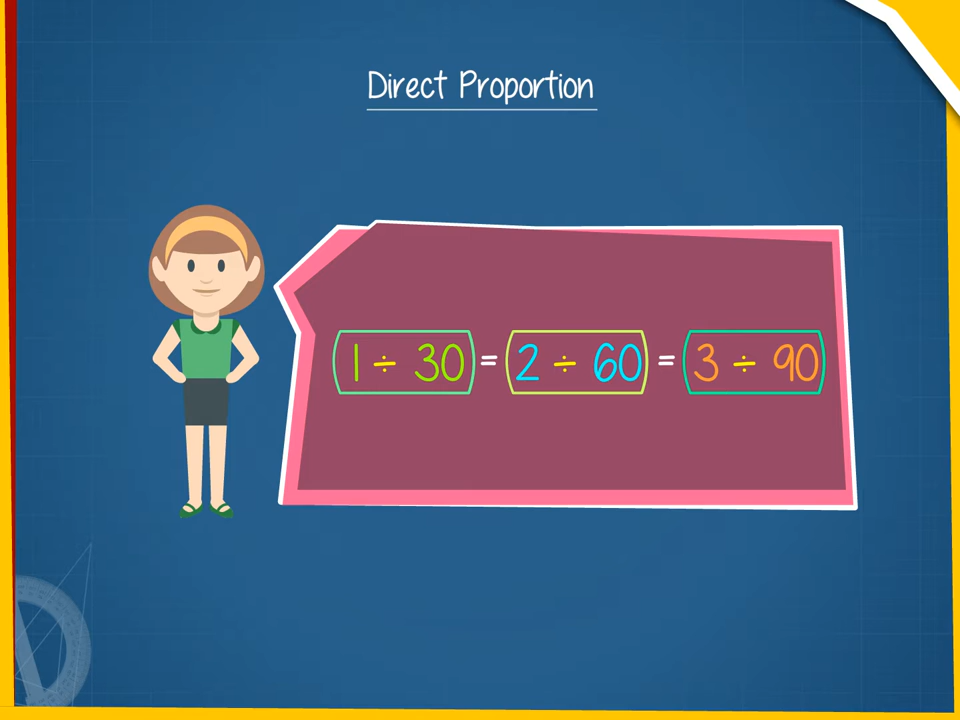 Direct Proportion
1 ÷ 30 = 2 ÷ 60 = 3 ÷ 90